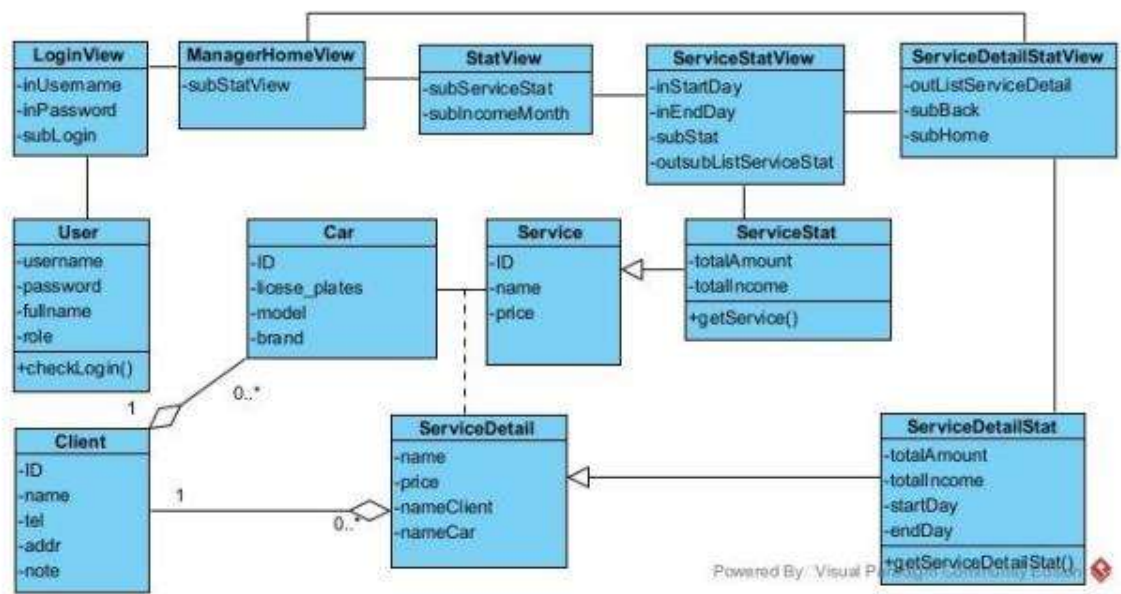 LoginView
-inUsername
-inPassword
-subLogin
ManagerHomeView
-subStatView
StatView
-subServiceStat
-subIncomeMonth
ServiceStatView
-inStartDay
-inEndDay
-subStat
-outsubListServiceStat
ServiceDetailStatView
-outListServiceDetail
-subBack
-subHome
User
-username
-password
-fullname
-role
+checkLogin()
Car
-ID
-licese_plates
-model
-brand
Service
-ID
-name
-price
ServiceStat
-totalAmount
-totalIncome
+getService()
1
0..*
Client
-ID
-name
-tel
-addr
-note
1
0..*
ServiceDetail
-name
-price
-nameClient
-nameCar
ServiceDetailStat
-totalAmount
-totalIncome
-startDay
-endDay
+getServiceDetailStat()
Powered By Visual Paradigm Community Edition